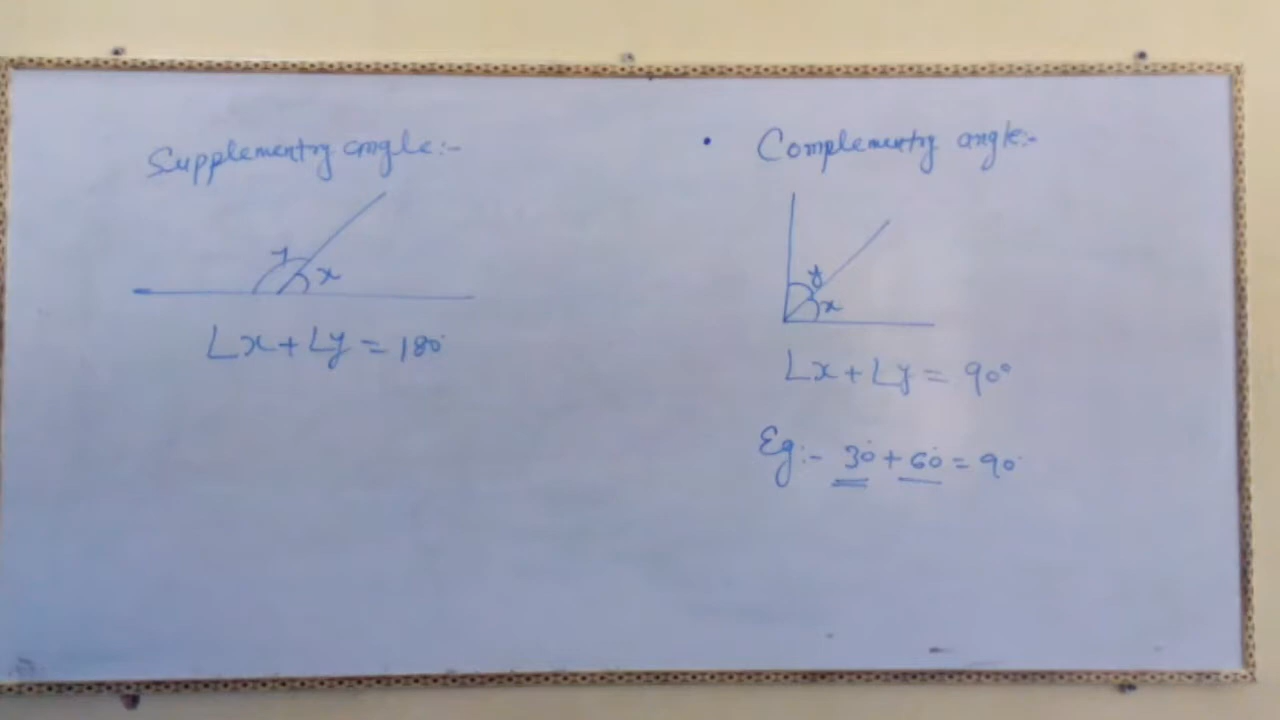 Supplementry angle:-
y
x
∠x + ∠y = 180°
• Complementry angle:-
y
x
∠x + ∠y = 90°
Eg:- 30° + 60° = 90°